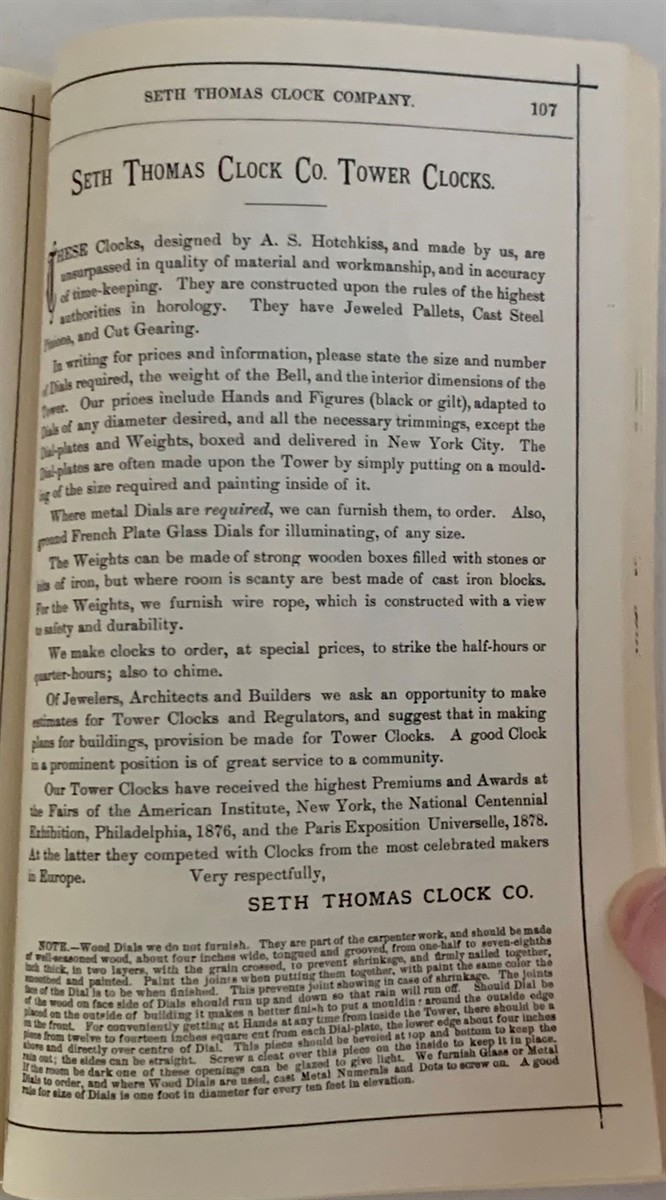 SETH THOMAS CLOCK COMPANY.
107
SETH THOMAS CLOCK CO. TOWER CLOCKS.
THESE Clocks, designed by A. S. Hotchkiss, and made by us, are
unsurpassed in quality of material and workmanship, and in accuracy
of time-keeping. They are constructed upon the rules of the highest
authorities in horology. They have Jeweled Pallets, Cast Steel
Pinions, and Cut Gearing.
In writing for prices and information, please state the size and number
of Dials required, the weight of the Bell, and the interior dimensions of the
Tower. Our prices include Hands and Figures (black or gilt), adapted to
Dials of any diameter desired, and all the necessary trimmings, except the
Dial-plates and Weights, boxed and delivered in New York City. The
Dial-plates are often made upon the Tower by simply putting on a mould-
ing of the size required and painting inside of it.
Where metal Dials are required, we can furnish them, to order. Also,
ground French Plate Glass Dials for illuminating, of any size.
The Weights can be made of strong wooden boxes filled with stones or
bits of iron, but where room is scanty are best made of cast iron blocks.
For the Weights, we furnish wire rope, which is constructed with a view
to safety and durability.
We make clocks to order, at special prices, to strike the half-hours or
quarter-hours; also to chime.
Of Jewelers, Architects and Builders we ask an opportunity to make
estimates for Tower Clocks and Regulators, and suggest that in making
plans for buildings, provision be made for Tower Clocks. A good Clock
in a prominent position is of great service to a community.
Our Tower Clocks have received the highest Premiums and Awards at
the Fairs of the American Institute, New York, the National Centennial
Exhibition, Philadelphia, 1876, and the Paris Exposition Universelle, 1878.
At the latter they competed with Clocks from the most celebrated makers
in Europe. Very respectfully,
SETH THOMAS CLOCK CO.
NOTE.—Wood Dials we do not furnish. They are part of the carpenter work, and should be made
of well-seasoned wood, about four inches wide, tongued and grooved, from one-half to seven-eighths
inch thick, in two layers, with the grain crossed, to prevent shrinkage, and firmly nailed together,
smoothed and painted. Paint the joints when putting them together, with paint the same color the
face of the Dial is to be when finished. This prevents joint showing in case of shrinkage. The joints
of the wood on face side of Dials should run up and down so that rain will run off. Should Dial be
placed on the outside of building it makes a better finish to put a moulding around the outside edge
on the front. For conveniently getting at Hands at any time from inside the Tower, there should be a
piece from twelve to fourteen inches square cut from each Dial-plate, the lower edge about four inches
above and directly over centre of Dial. This piece should be beveled at top and bottom to keep the
rain out; the sides can be straight. Screw a cleat over this piece on the inside to keep it in place.
If the room be dark one of these openings can be glazed to give light. We furnish Glass or Metal
Dials to order, and where Wood Dials are used, cast Metal Numerals and Dots to screw on. A good
rule for size of Dials is one foot in diameter for every ten feet in elevation.